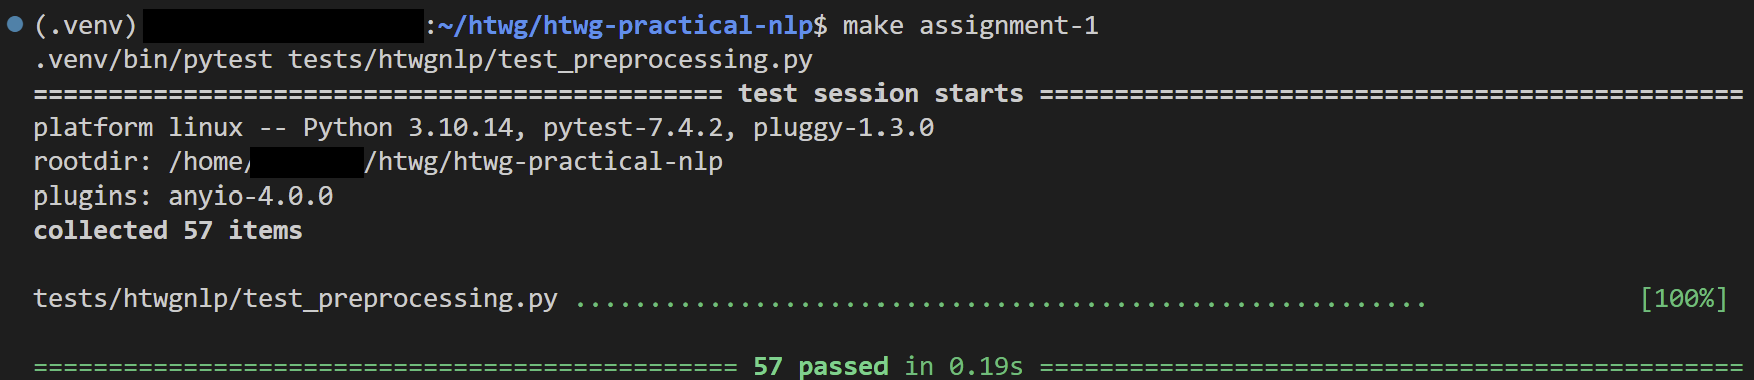 (.venv) :~/htwg/htwg-practical-nlp$ make assignment-1
.venv/bin/pytest tests/htwgnlp/test_preprocessing.py
============================================== test session starts ===============================================
platform linux -- Python 3.10.14, pytest-7.4.2, pluggy-1.3.0
rootdir: /home/ /htwg/htwg-practical-nlp
plugins: anyio-4.0.0
collected 57 items
tests/htwgnlp/test_preprocessing.py ......................................................... [100%]
=============================================== 57 passed in 0.19s ===============================================